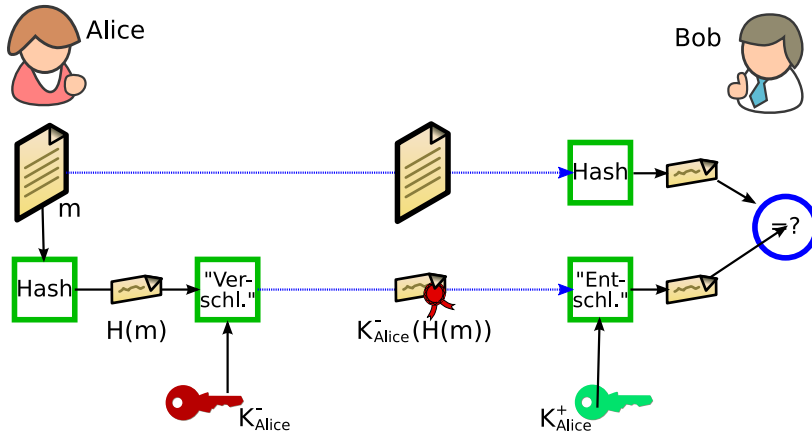 Alice
Bob
m
Hash
=?
Hash
H(m)
"Ver-
schl."
K⁻Alice(H(m))
"Ent-
schl."
K⁻Alice
K⁺Alice